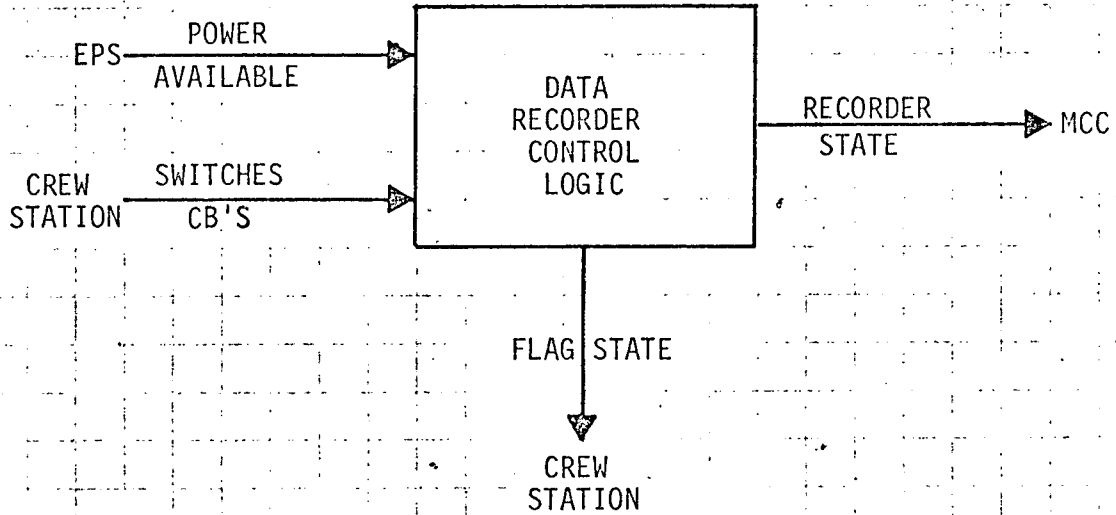 EPS
POWER
AVAILABLE
CREW
STATION
SWITCHES
CB'S
DATA
RECORDER
CONTROL
LOGIC
RECORDER
STATE
MCC
FLAG STATE
CREW
STATION